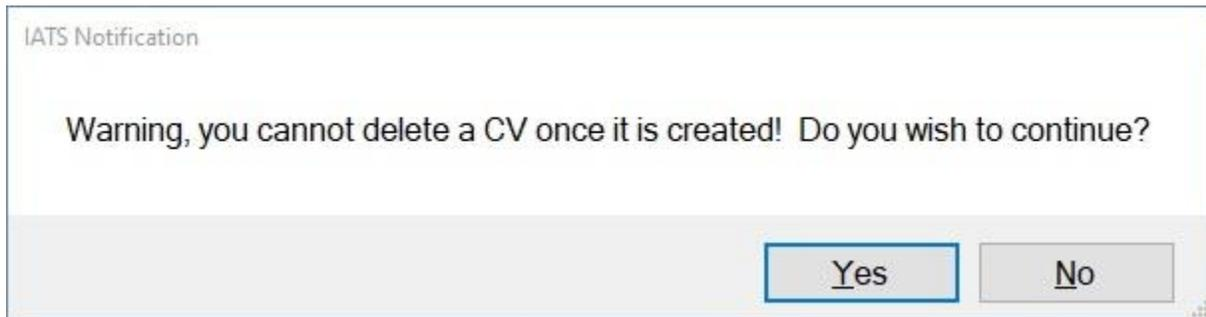 IATS Notification
Warning, you cannot delete a CV once it is created!  Do you wish to continue?
Yes
No